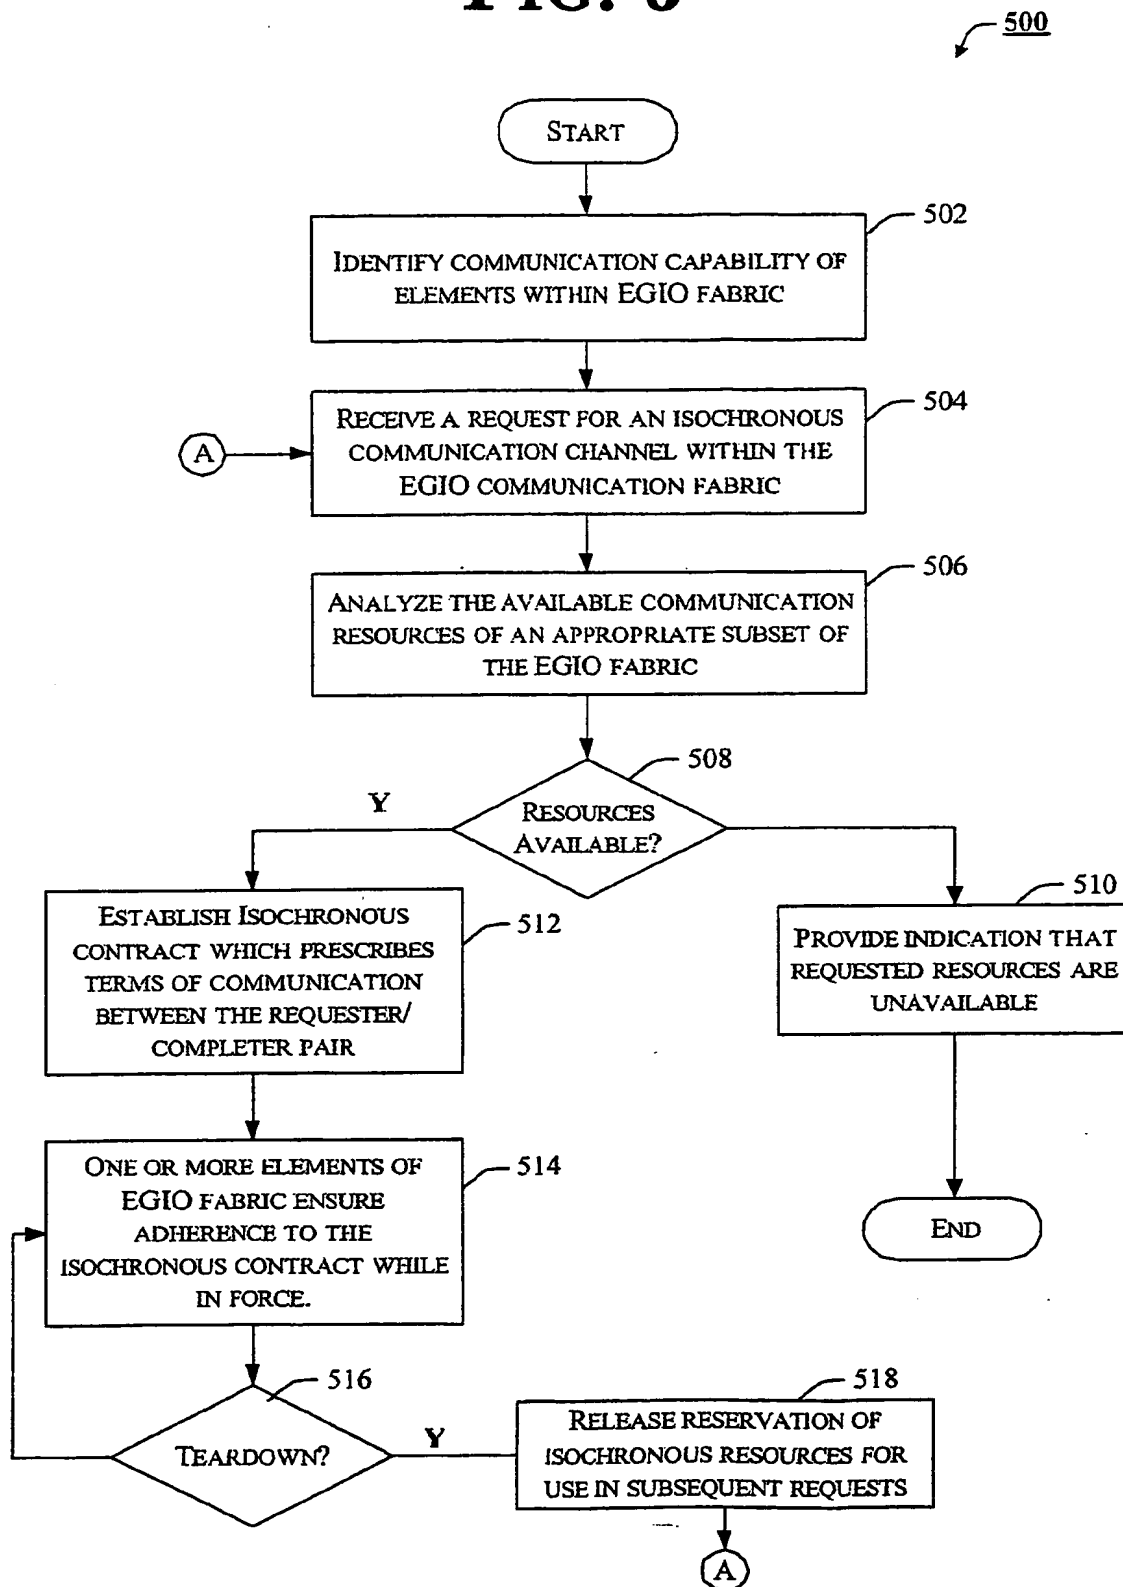 500
START
502
IDENTIFY COMMUNICATION CAPABILITY OF
ELEMENTS WITHIN EGIO FABRIC
504
RECEIVE A REQUEST FOR AN ISOCHRONOUS
COMMUNICATION CHANNEL WITHIN THE
EGIO COMMUNICATION FABRIC
A
506
ANALYZE THE AVAILABLE COMMUNICATION
RESOURCES OF AN APPROPRIATE SUBSET OF
THE EGIO FABRIC
508
Y
RESOURCES
AVAILABLE?
510
PROVIDE INDICATION THAT
REQUESTED RESOURCES ARE
UNAVAILABLE
END
512
ESTABLISH ISOCHRONOUS
CONTRACT WHICH PRESCRIBES
TERMS OF COMMUNICATION
BETWEEN THE REQUESTER/
COMPLETER PAIR
514
ONE OR MORE ELEMENTS OF
EGIO FABRIC ENSURE
ADHERENCE TO THE
ISOCHRONOUS CONTRACT WHILE
IN FORCE.
516
TEARDOWN?
Y
518
RELEASE RESERVATION OF
ISOCHRONOUS RESOURCES FOR
USE IN SUBSEQUENT REQUESTS
A